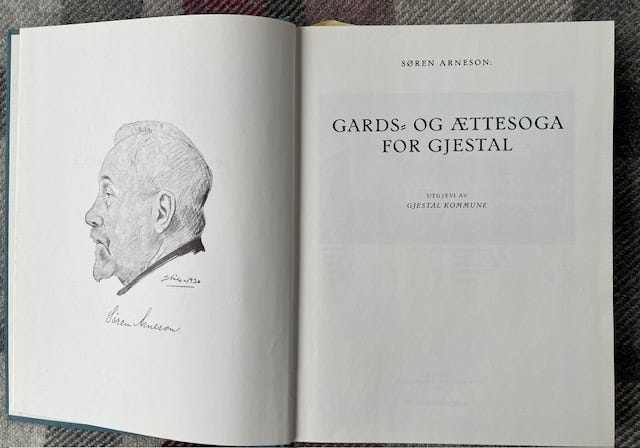 Søren Arneson
SØREN ARNESON:
GARDS- OG ÆTTESOGA
FOR GJESTAL
UTGJEVI AV
GJESTAL KOMMUNE